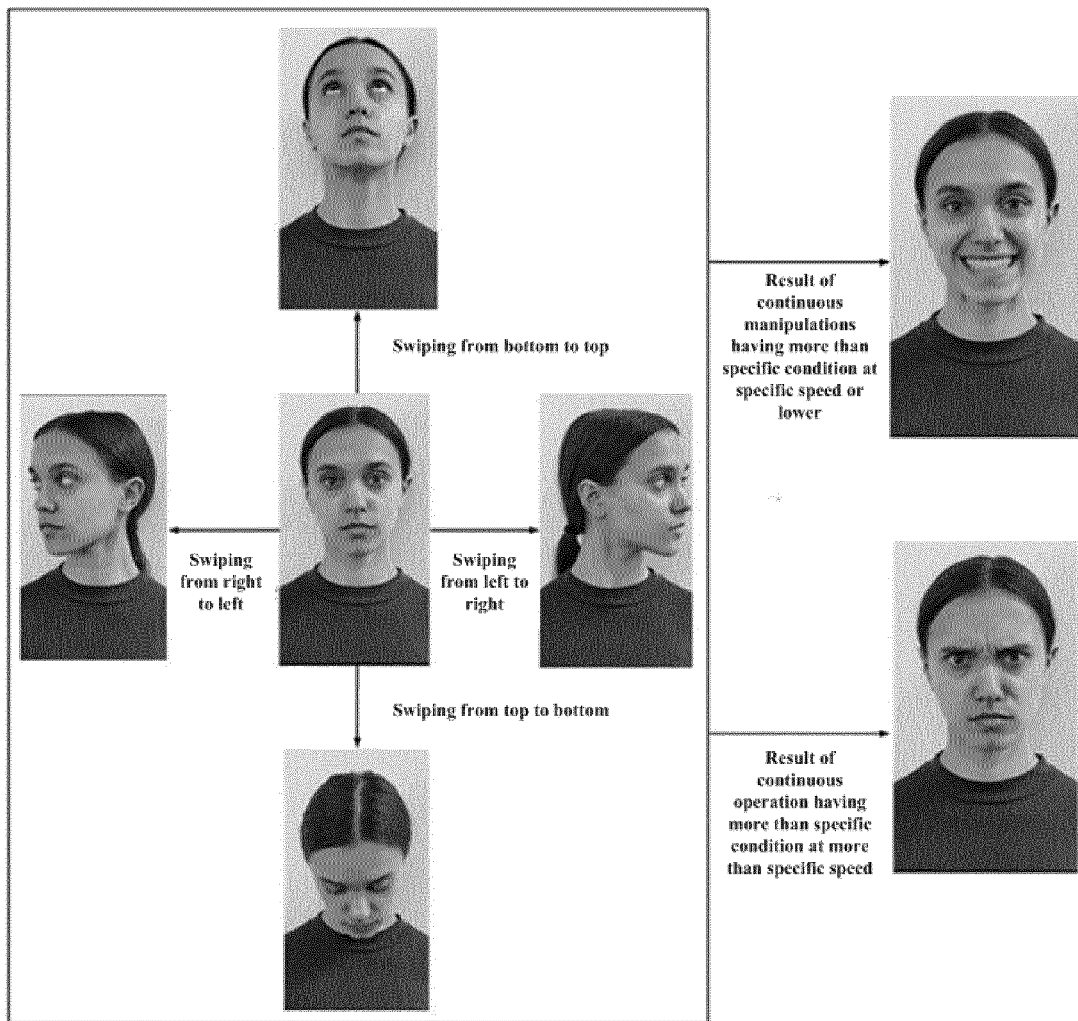 Swiping from bottom to top
Result of
continuous
manipulations
having more than
specific condition at
specific speed or
lower
Swiping
from right
to left
Swiping
from left to
right
Swiping from top to bottom
Result of
continuous
operation having
more than specific
condition at more
than specific speed